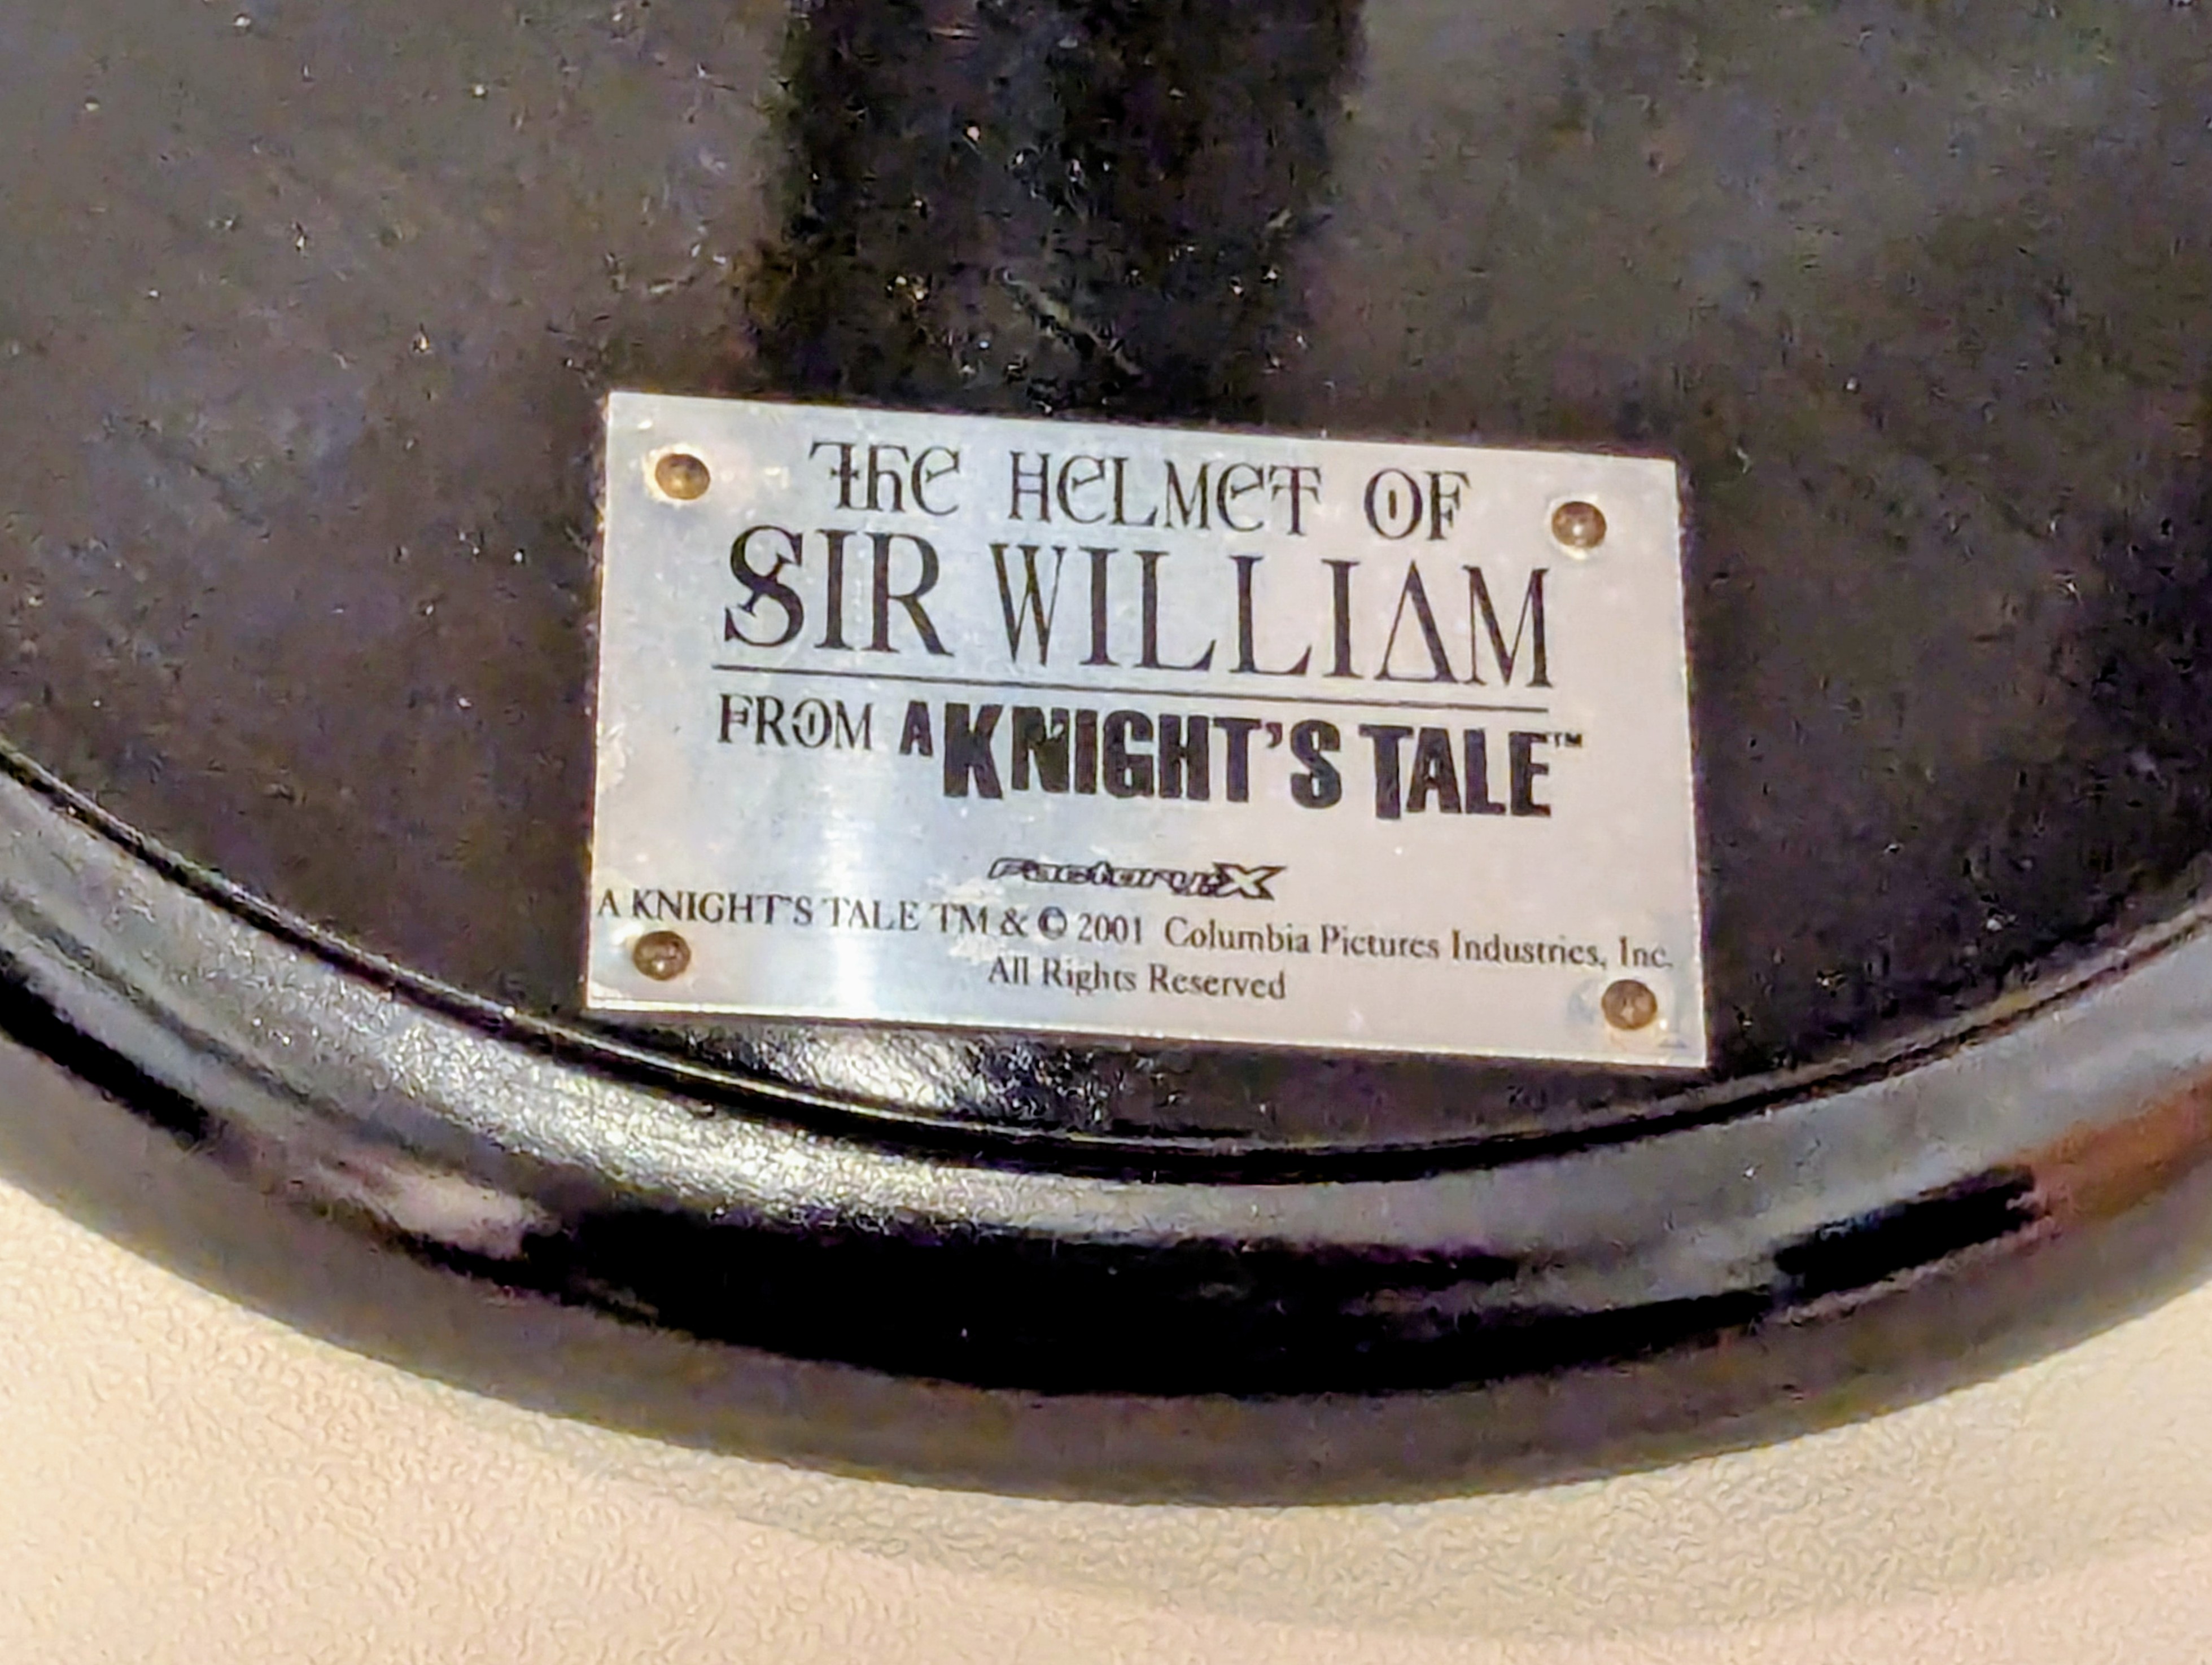 The HELMET OF
SIR WILLIAM
FROM A KNIGHT'S TALE™
FactoryX
A KNIGHT'S TALE TM & © 2001 Columbia Pictures Industries, Inc.
All Rights Reserved